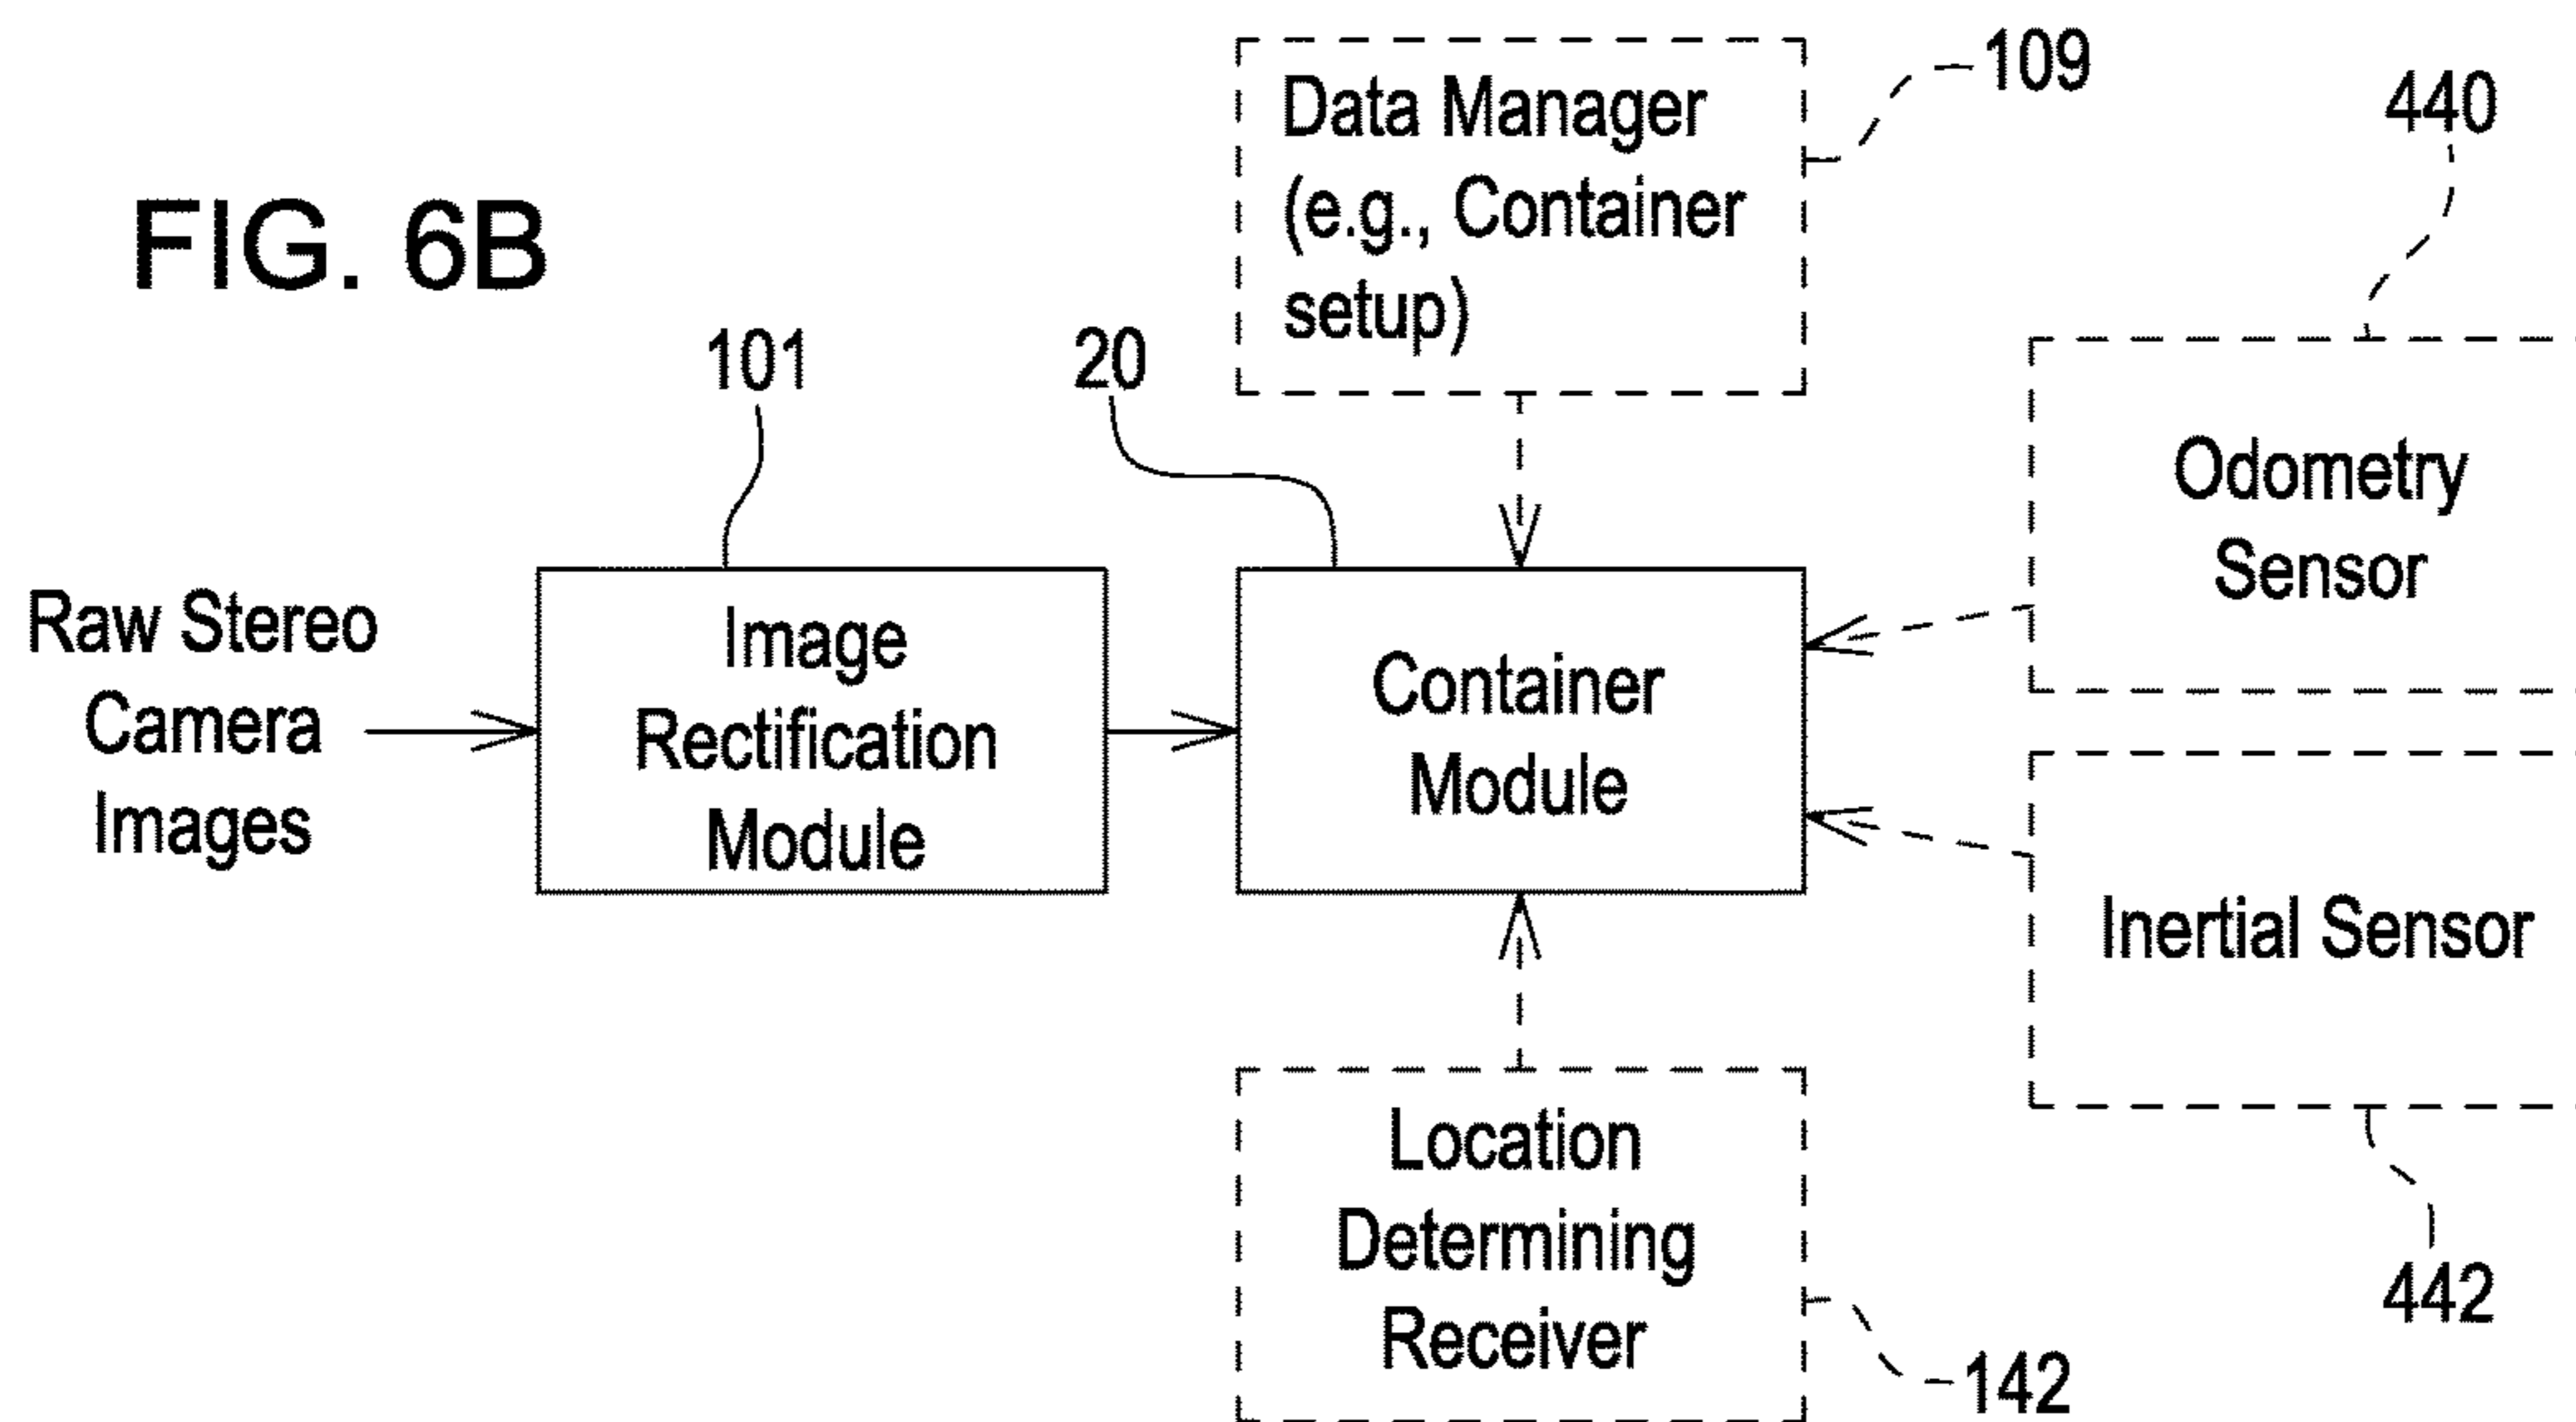 FIG. 6B
109
Data Manager
(e.g., Container
setup)
440
101
20
Odometry
Sensor
Raw Stereo
Camera
Images
Image
Rectification
Module
Container
Module
Inertial Sensor
Location
Determining
Receiver
442
142